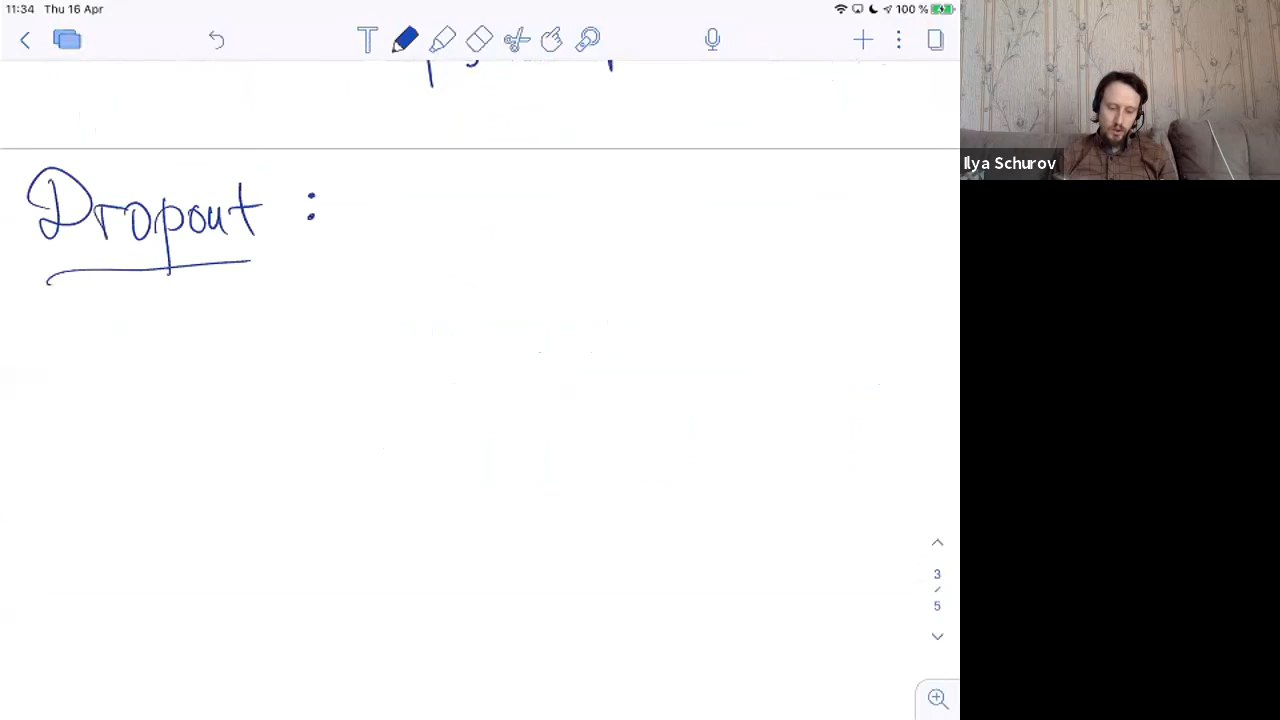 11:34 Thu 16 Apr
100 %
T
Dropout :
Ilya Schurov
3
/
5